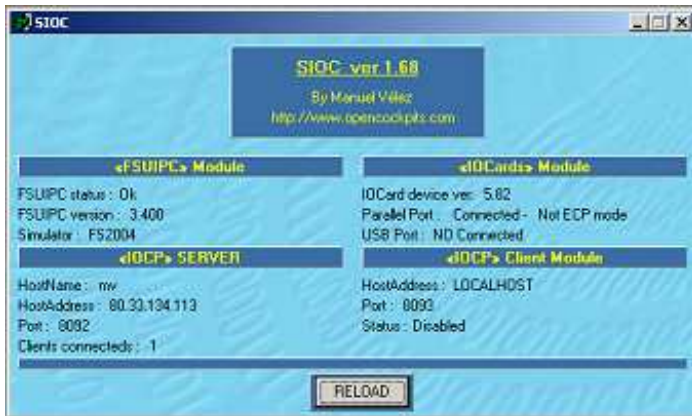 SIOC
SIOC ver 1.68
By Manuel Vélez
http://www.opencockpits.com
«FSUIPC» Module
FSUIPC status : Ok
FSUIPC version : 3.400
Simulator : FS2004
«IOCards» Module
IOCard device ver: 5.82
Parallel Port : Connected - Not ECP mode
USB Port : NO Connected
«IOCP» SERVER
HostName : mv
HostAddress : 80.33.134.113
Port : 8092
Clients connecteds : 1
«IOCP» Client Module
HostAddress : LOCALHOST
Port : 8093
Status : Disabled
RELOAD